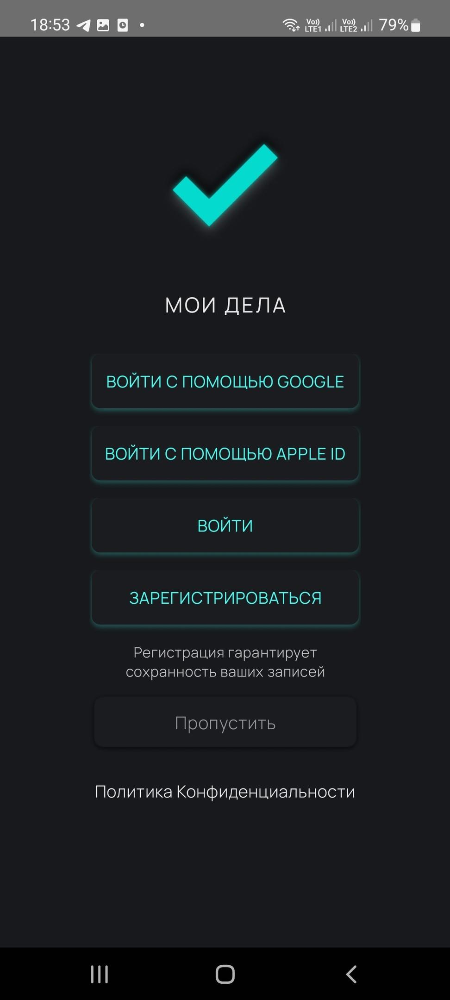 18:53
Vo)) LTE1 Vo)) LTE2 79%
МОИ ДЕЛА
ВОЙТИ С ПОМОЩЬЮ GOOGLE
ВОЙТИ С ПОМОЩЬЮ APPLE ID
ВОЙТИ
ЗАРЕГИСТРИРОВАТЬСЯ
Регистрация гарантирует
сохранность ваших записей
Пропустить
Политика Конфиденциальности